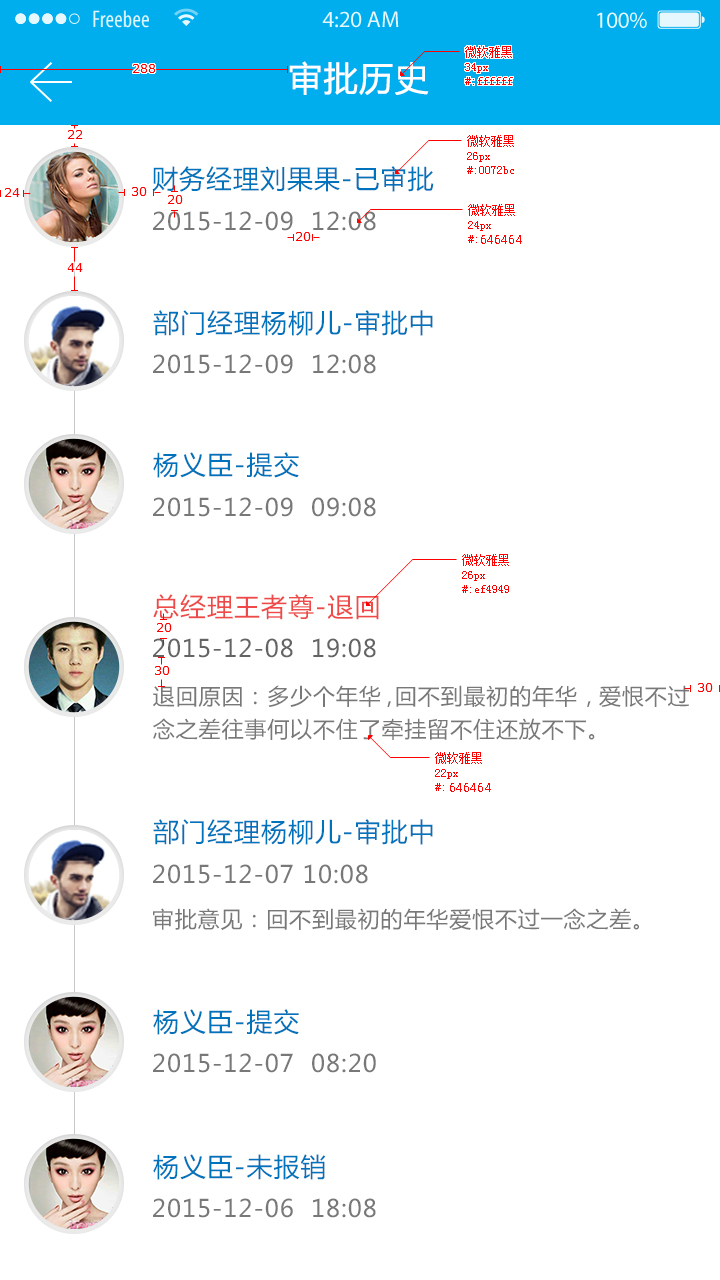 Freebee 4:20 AM 100%
288
审批历史
微软雅黑
34px
#:ffffff
22
微软雅黑
26px
#:0072bc
财务经理刘果果-已审批
24
30
20
微软雅黑
24px
#:646464
2015-12-09 12:08
20
44
部门经理杨柳儿-审批中
2015-12-09 12:08
杨义臣-提交
2015-12-09 09:08
微软雅黑
26px
#:ef4949
总经理王者尊-退回
20
2015-12-08 19:08
30
30
退回原因：多少个年华,回不到最初的年华，爱恨不过
念之差往事何以不住了牵挂留不住还放不下。
微软雅黑
22px
#: 646464
部门经理杨柳儿-审批中
2015-12-07 10:08
审批意见：回不到最初的年华爱恨不过一念之差。
杨义臣-提交
2015-12-07 08:20
杨义臣-未报销
2015-12-06 18:08